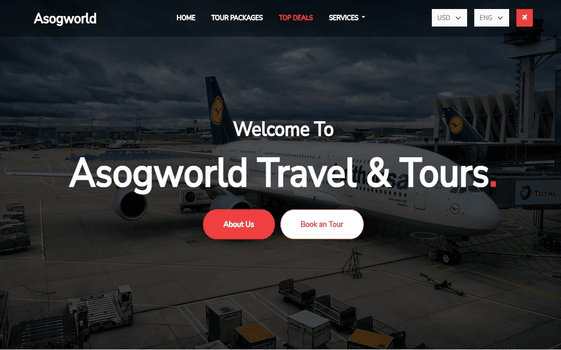 Asogworld
HOME
TOUR PACKAGES
TOP DEALS
SERVICES
USD
ENG
Welcome To
Asogworld Travel & Tours.
About Us
Book an Tour
TOTAL